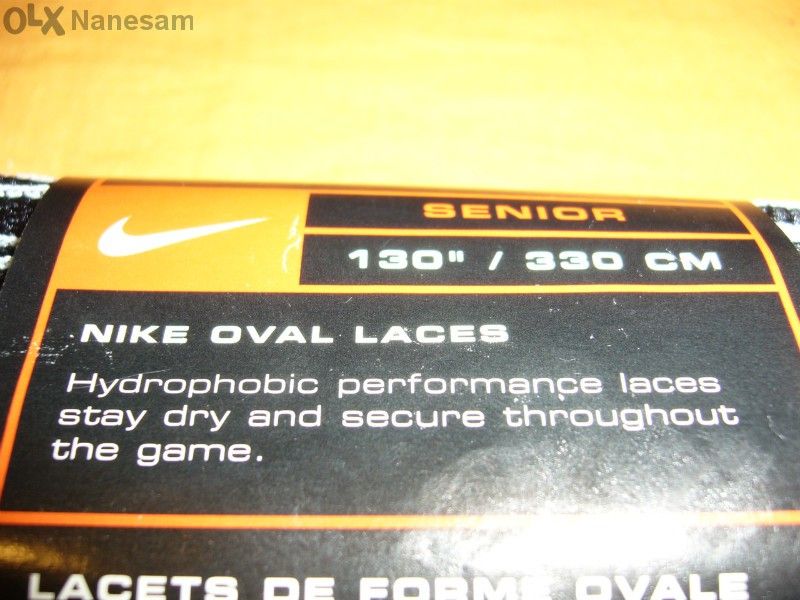 OLX Nanesam
SENIOR
130" / 330 CM
NIKE OVAL LACES
Hydrophobic performance laces
stay dry and secure throughout
the game.
LACETS DE FORME OVALE